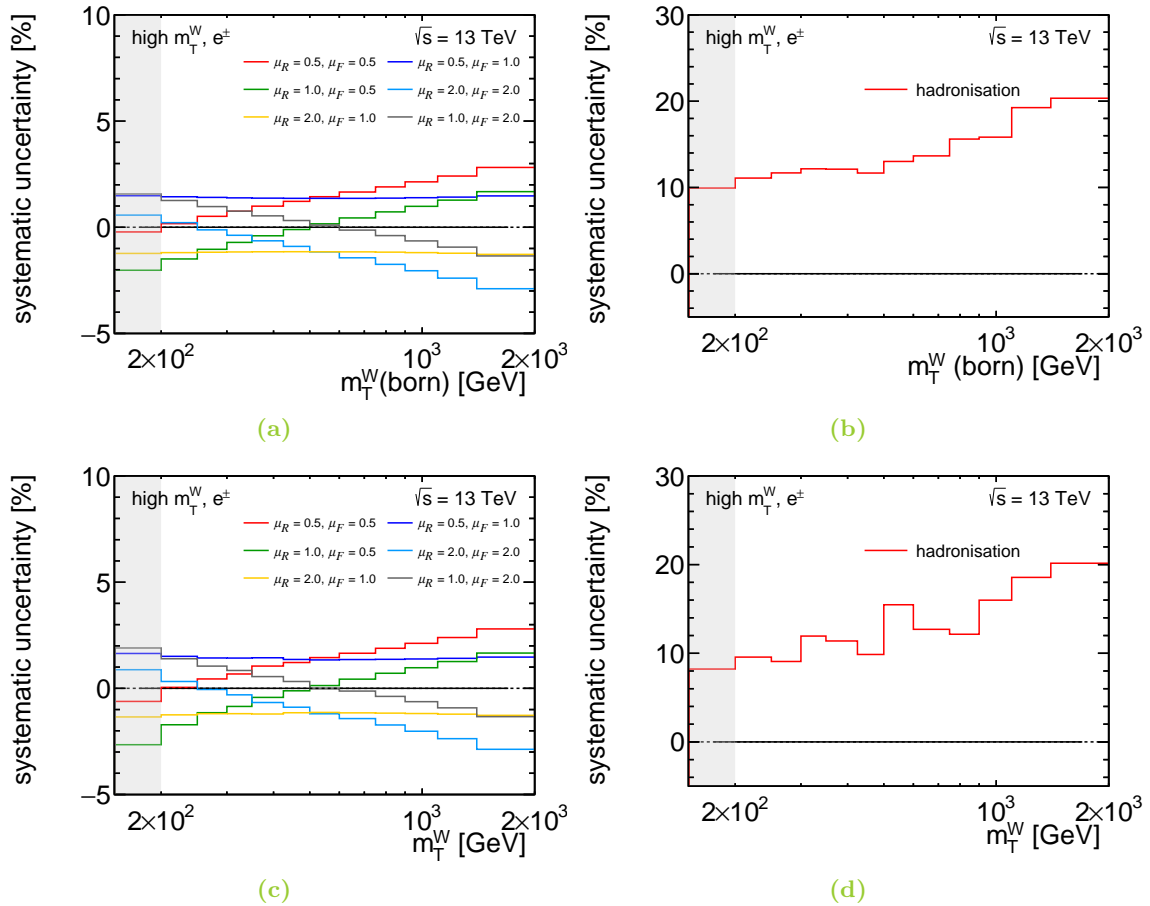 systematic uncertainty [%]
10
5
0
−5
high m_T^W, e^±
√s = 13 TeV
μ_R = 0.5, μ_F = 0.5
μ_R = 0.5, μ_F = 1.0
μ_R = 1.0, μ_F = 0.5
μ_R = 2.0, μ_F = 2.0
μ_R = 2.0, μ_F = 1.0
μ_R = 1.0, μ_F = 2.0
2×10^2
10^3
2×10^3
m_T^W(born) [GeV]
(a)
systematic uncertainty [%]
30
20
10
0
high m_T^W, e^±
√s = 13 TeV
hadronisation
2×10^2
10^3
2×10^3
m_T^W (born) [GeV]
(b)
systematic uncertainty [%]
10
5
0
−5
high m_T^W, e^±
√s = 13 TeV
μ_R = 0.5, μ_F = 0.5
μ_R = 0.5, μ_F = 1.0
μ_R = 1.0, μ_F = 0.5
μ_R = 2.0, μ_F = 2.0
μ_R = 2.0, μ_F = 1.0
μ_R = 1.0, μ_F = 2.0
2×10^2
10^3
2×10^3
m_T^W [GeV]
(c)
systematic uncertainty [%]
30
20
10
0
high m_T^W, e^±
√s = 13 TeV
hadronisation
2×10^2
10^3
2×10^3
m_T^W [GeV]
(d)